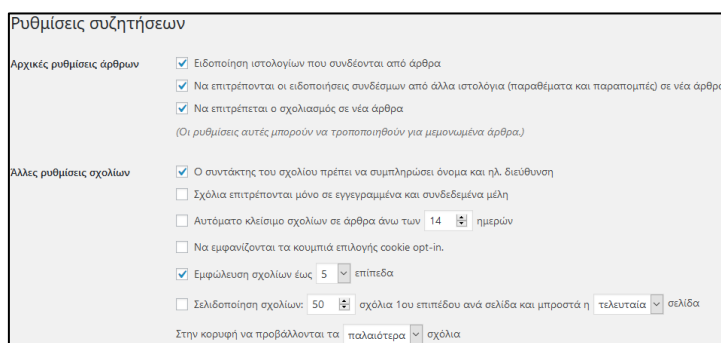 Ρυθμίσεις συζητήσεων
Αρχικές ρυθμίσεις άρθρων
Ειδοποίηση ιστολογίων που συνδέονται από άρθρα
Να επιτρέπονται οι ειδοποιήσεις συνδέσμων από άλλα ιστολόγια (παραθέματα και παραπομπές) σε νέα άρθρ
Να επιτρέπεται ο σχολιασμός σε νέα άρθρα
(Οι ρυθμίσεις αυτές μπορούν να τροποποιηθούν για μεμονωμένα άρθρα.)
Άλλες ρυθμίσεις σχολίων
Ο συντάκτης του σχολίου πρέπει να συμπληρώσει όνομα και ηλ. διεύθυνση
Σχόλια επιτρέπονται μόνο σε εγγεγραμμένα και συνδεδεμένα μέλη
Αυτόματο κλείσιμο σχολίων σε άρθρα άνω των 14 ημερών
Να εμφανίζονται τα κουμπιά επιλογής cookie opt-in.
Εμφώλευση σχολίων έως 5 επίπεδα
Σελιδοποίηση σχολίων: 50 σχόλια 1ου επιπέδου ανά σελίδα και μπροστά η τελευταία σελίδα
Στην κορυφή να προβάλλονται τα παλαιότερα σχόλια